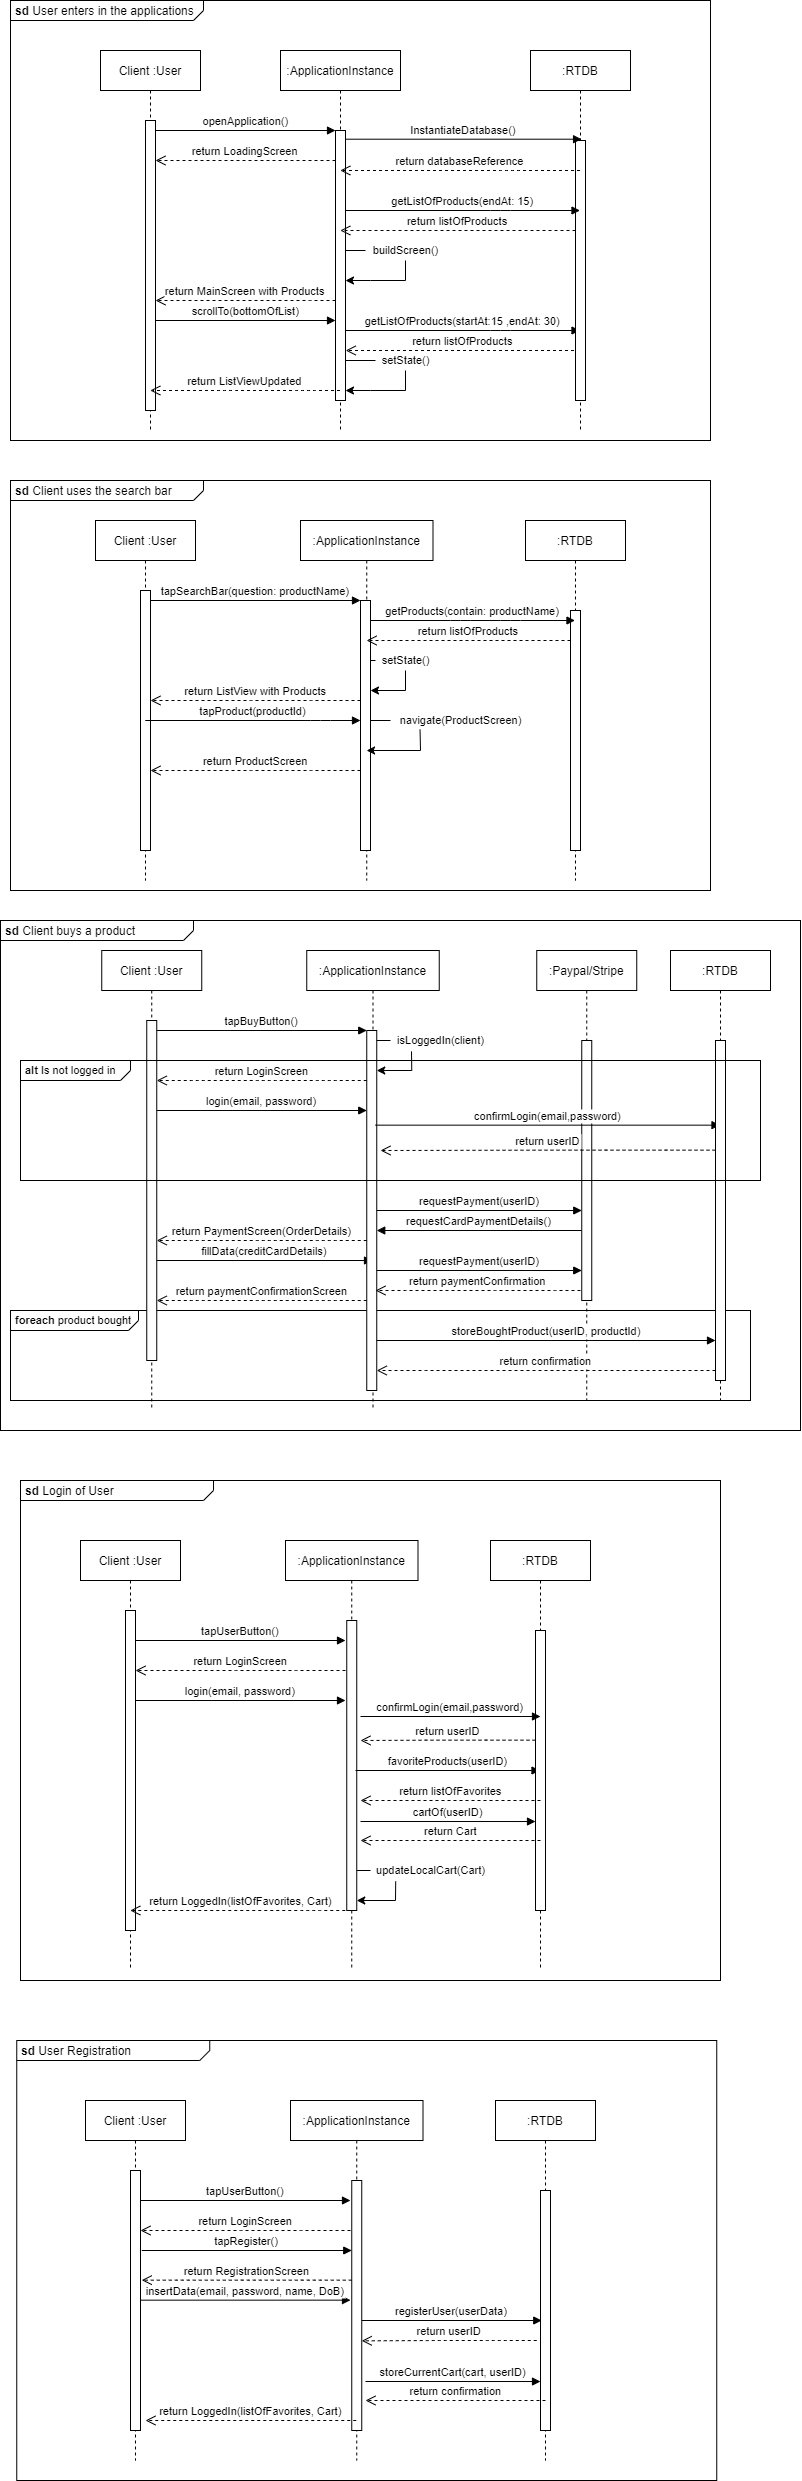 sd User enters in the applications
Client :User
:ApplicationInstance
:RTDB
openApplication()
InstantiateDatabase()
return LoadingScreen
return databaseReference
getListOfProducts(endAt: 15)
return listOfProducts
buildScreen()
return MainScreen with Products
scrollTo(bottomOfList)
getListOfProducts(startAt:15 ,endAt: 30)
return listOfProducts
setState()
return ListViewUpdated
sd Client uses the search bar
Client :User
:ApplicationInstance
:RTDB
tapSearchBar(question: productName)
getProducts(contain: productName)
return listOfProducts
setState()
return ListView with Products
tapProduct(productId)
navigate(ProductScreen)
return ProductScreen
sd Client buys a product
Client :User
:ApplicationInstance
:Paypal/Stripe
:RTDB
tapBuyButton()
isLoggedIn(client)
alt Is not logged in
return LoginScreen
login(email, password)
confirmLogin(email,password)
return userID
requestPayment(userID)
requestCardPaymentDetails()
return PaymentScreen(OrderDetails)
fillData(creditCardDetails)
requestPayment(userID)
return paymentConfirmation
return paymentConfirmationScreen
foreach product bought
storeBoughtProduct(userID, productId)
return confirmation
sd Login of User
Client :User
:ApplicationInstance
:RTDB
tapUserButton()
return LoginScreen
login(email, password)
confirmLogin(email,password)
return userID
favoriteProducts(userID)
return listOfFavorites
cartOf(userID)
return Cart
updateLocalCart(Cart)
return LoggedIn(listOfFavorites, Cart)
sd User Registration
Client :User
:ApplicationInstance
:RTDB
tapUserButton()
return LoginScreen
tapRegister()
return RegistrationScreen
insertData(email, password, name, DoB)
registerUser(userData)
return userID
storeCurrentCart(cart, userID)
return confirmation
return LoggedIn(listOfFavorites, Cart)